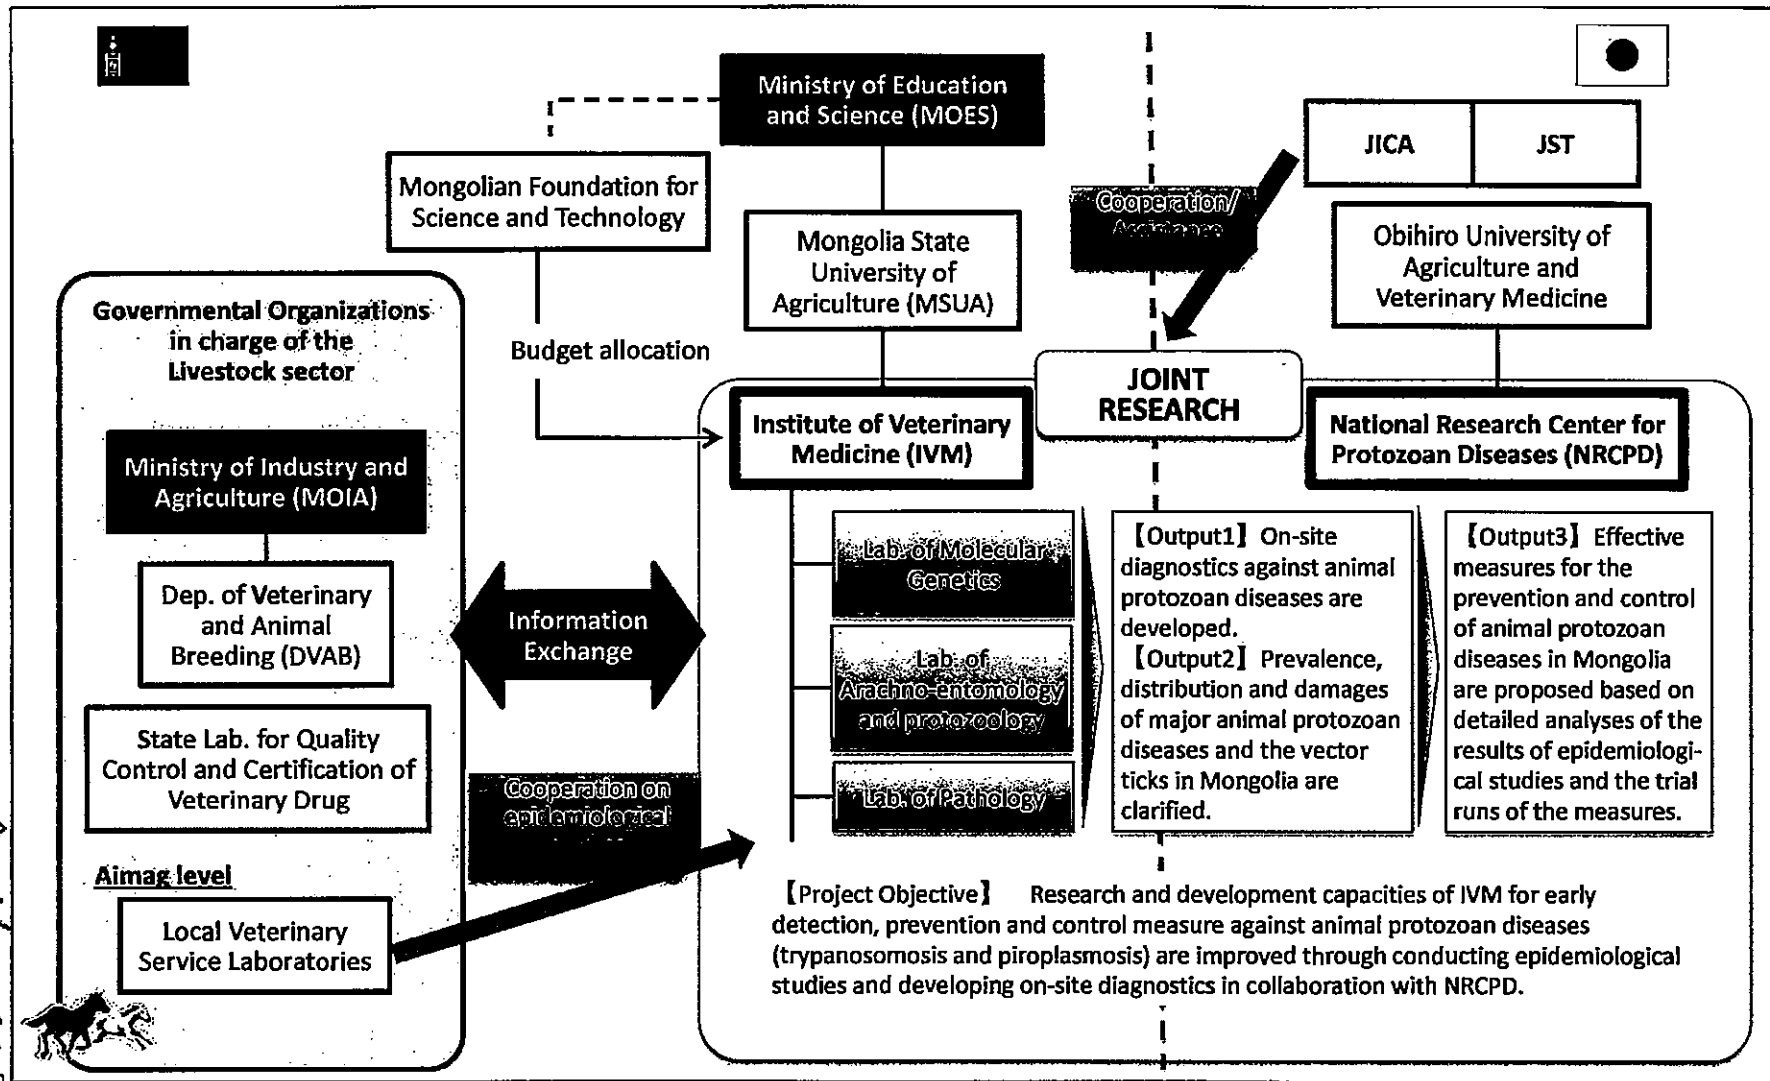 Ministry of Education
and Science (MOES)
JICA
JST
Mongolian Foundation for
Science and Technology
Cooperation/
Assistance
Mongolia State
University of
Agriculture (MSUA)
Obihiro University of
Agriculture and
Veterinary Medicine
Governmental Organizations
in charge of the
Livestock sector
Budget allocation
JOINT
RESEARCH
Institute of Veterinary
Medicine (IVM)
National Research Center for
Protozoan Diseases (NRCPD)
Ministry of Industry and
Agriculture (MOIA)
Dep. of Veterinary
and Animal
Breeding (DVAB)
Information
Exchange
Lab. of Molecular
Genetics
Lab. of
Arachno-entomology
and protozoology
Lab. of Pathology
【Output1】 On-site
diagnostics against animal
protozoan diseases are
developed.
【Output2】 Prevalence,
distribution and damages
of major animal protozoan
diseases and the vector
ticks in Mongolia are
clarified.
【Output3】 Effective
measures for the
prevention and control
of animal protozoan
diseases in Mongolia
are proposed based on
detailed analyses of the
results of epidemiologi-
cal studies and the trial
runs of the measures.
State Lab. for Quality
Control and Certification of
Veterinary Drug
Cooperation on
epidemiological
Aimag level
Local Veterinary
Service Laboratories
【Project Objective】 Research and development capacities of IVM for early
detection, prevention and control measure against animal protozoan diseases
(trypanosomosis and piroplasmosis) are improved through conducting epidemiological
studies and developing on-site diagnostics in collaboration with NRCPD.